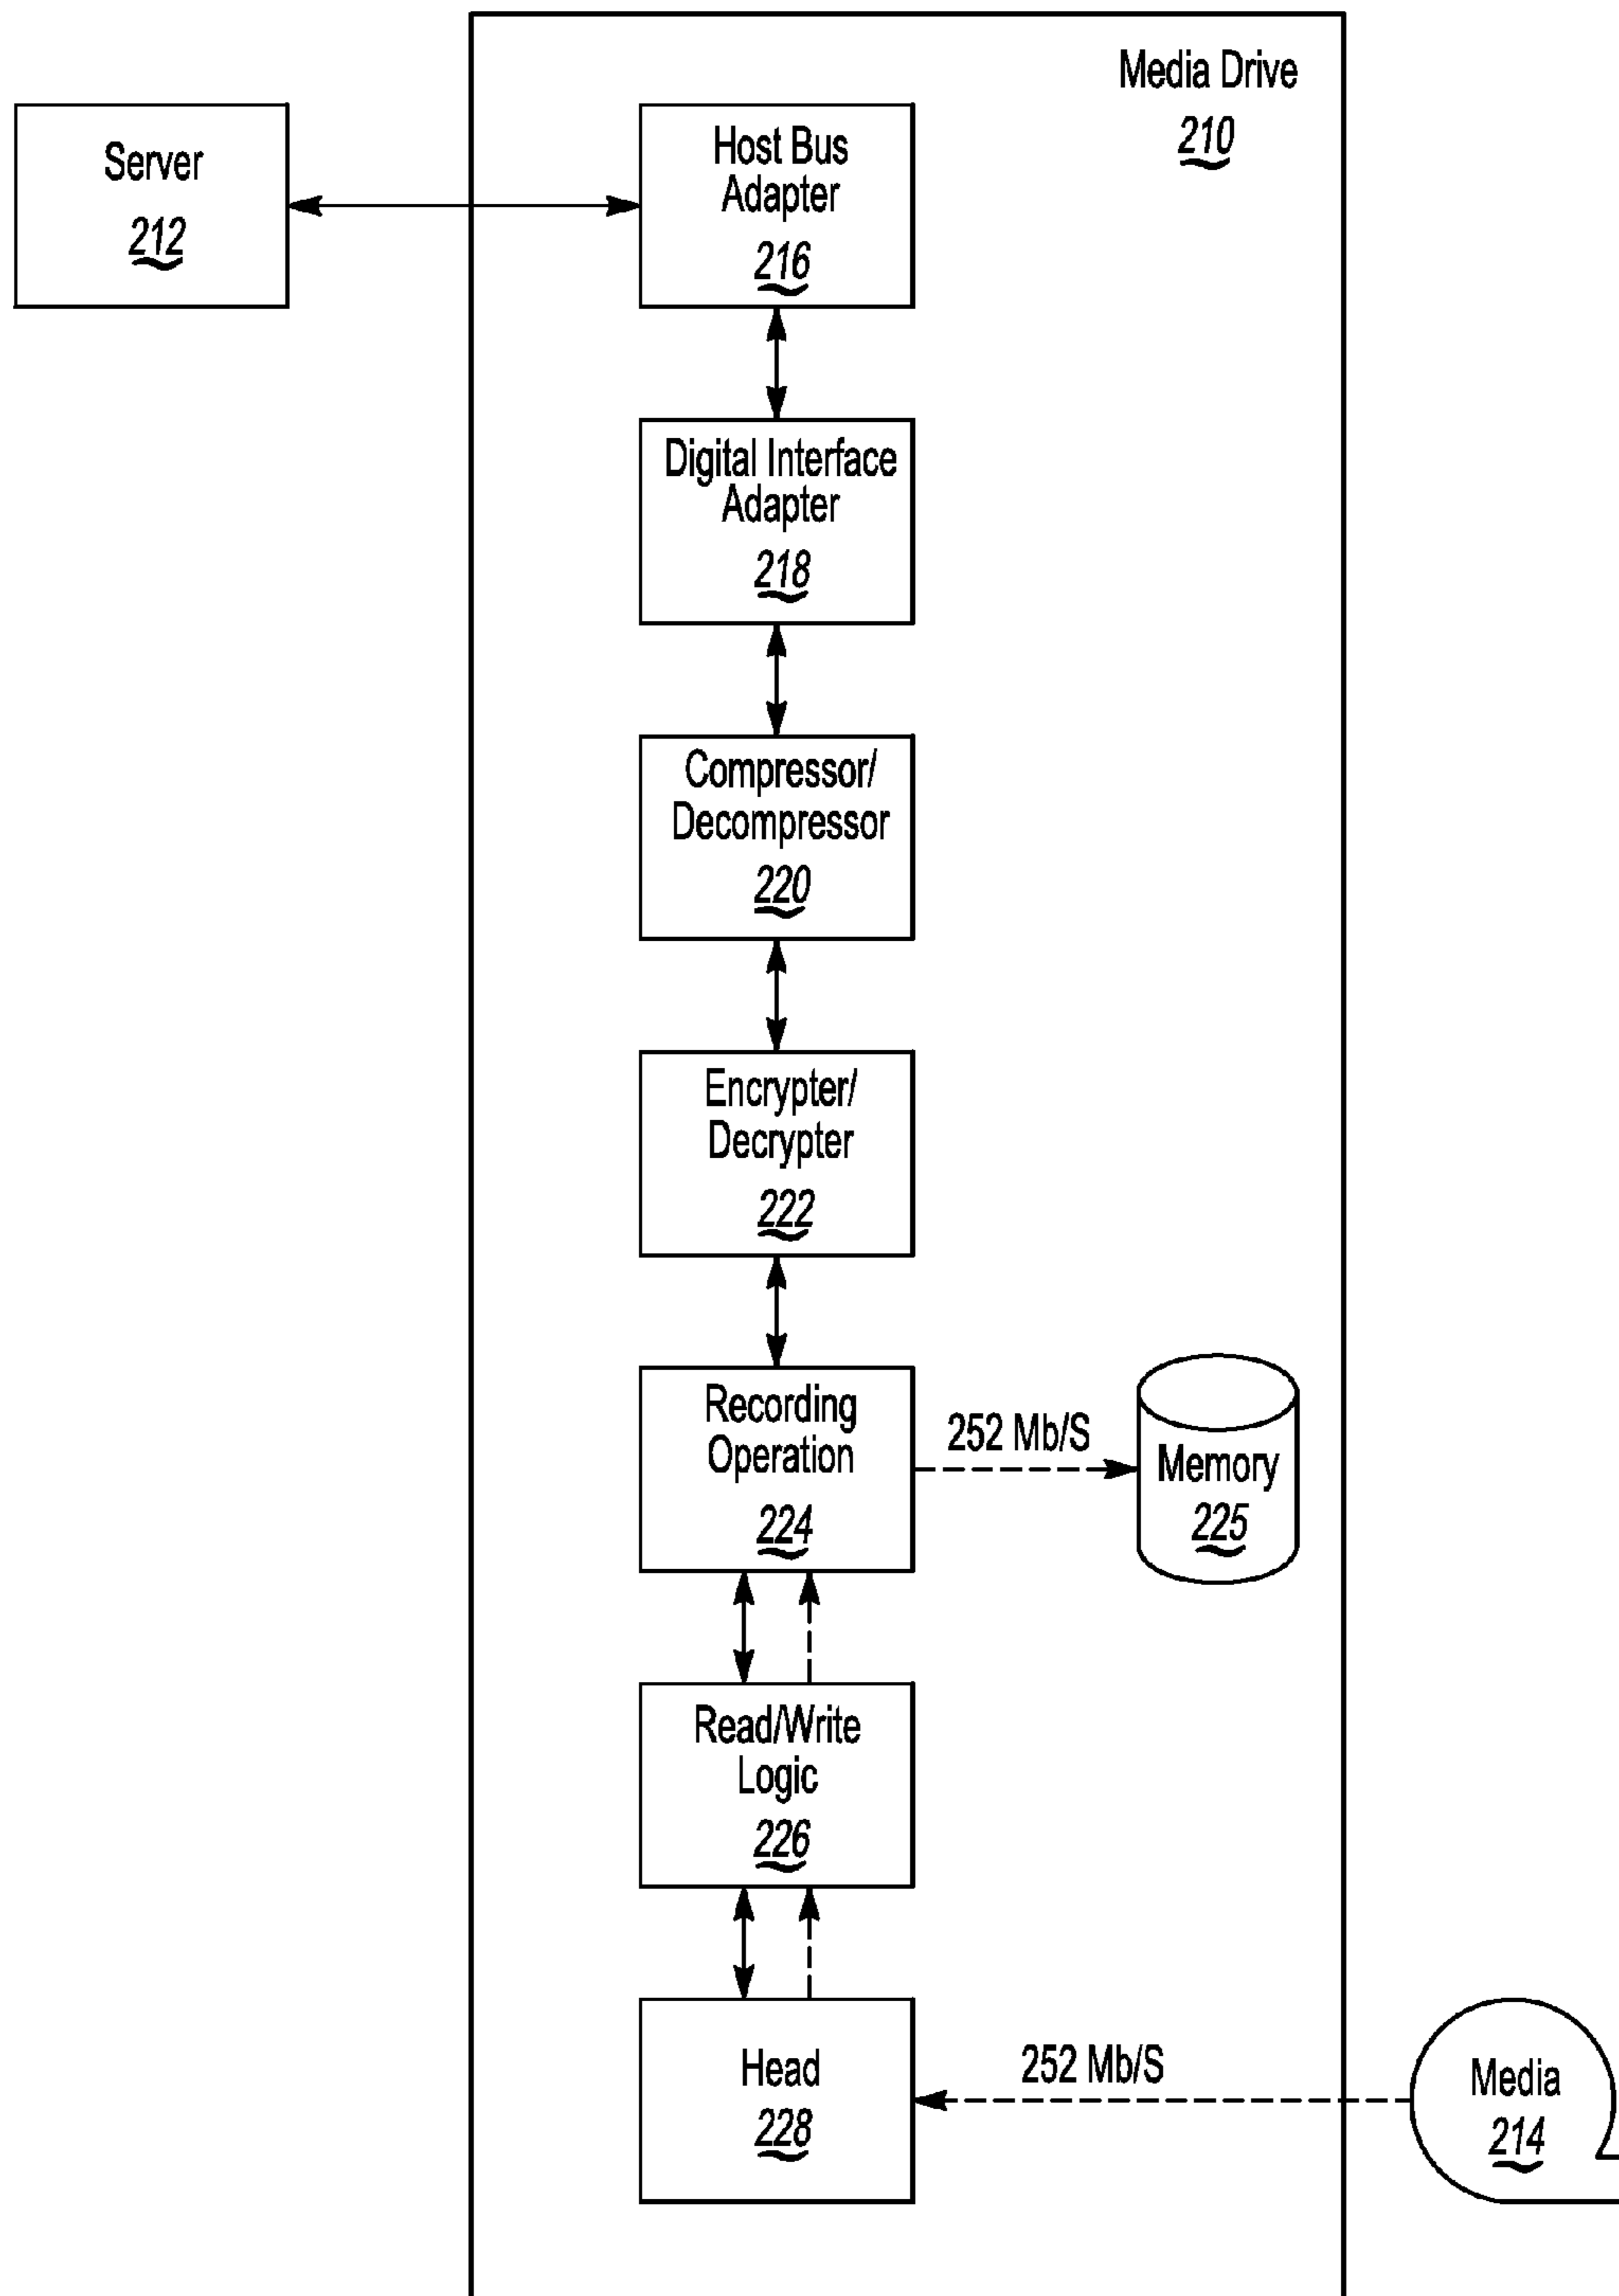 Media Drive
210
Server
212
Host Bus
Adapter
216
Digital Interface
Adapter
218
Compressor/
Decompressor
220
Encrypter/
Decrypter
222
Recording
Operation
224
252 Mb/S
Memory
225
Read/Write
Logic
226
Head
228
252 Mb/S
Media
214